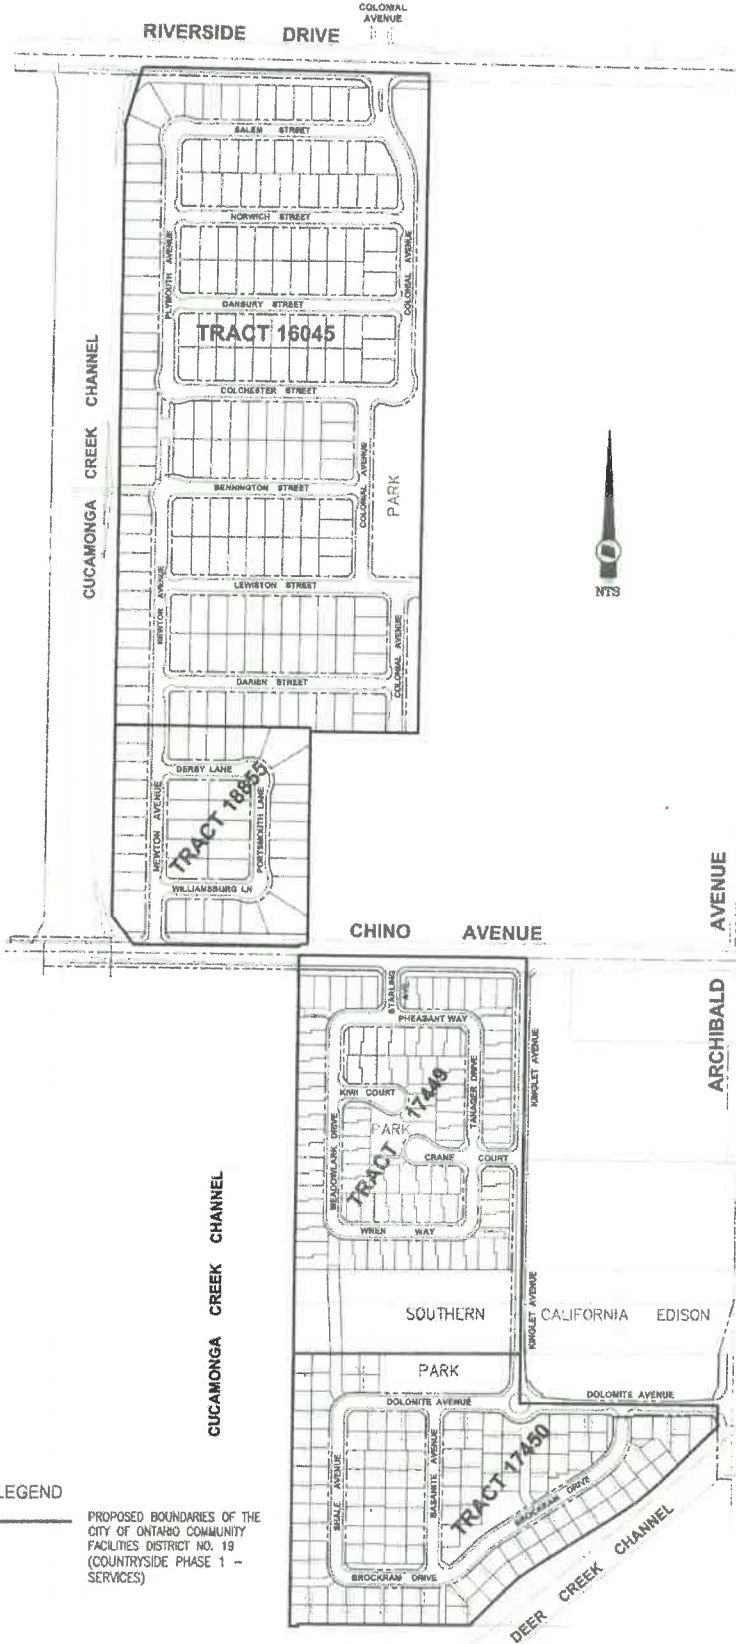 COLONIAL
AVENUE
RIVERSIDE DRIVE
SALEM STREET
NORWICH STREET
PLYMOUTH AVENUE
COLONIAL AVENUE
DANBURY STREET
TRACT 16045
COLCHESTER STREET
CUCAMONGA CREEK CHANNEL
BENNINGTON STREET
COLONIAL AVENUE
PARK
NTS
LEWISTON STREET
NEWTON AVENUE
COLONIAL AVENUE
DARIEN STREET
DERBY LANE
TRACT 18855
NEWTON AVENUE
PORTSMOUTH LANE
WILLIAMSBURG LN
CHINO AVENUE
ARCHIBALD AVENUE
STARLING
AVE
PHEASANT WAY
KINGLET AVENUE
TANAGER DRIVE
KIWI COURT
PARK
TRACT 17449
MEADOWLARK DRIVE
CRANE COURT
WREN WAY
CUCAMONGA CREEK CHANNEL
KINGLET AVENUE
SOUTHERN CALIFORNIA EDISON
PARK
DOLOMITE AVENUE
DOLOMITE AVENUE
SHALE AVENUE
BASANITE AVENUE
TRACT 17450
BROCKRAM DRIVE
BROCKRAM DRIVE
DEER CREEK CHANNEL
LEGEND
PROPOSED BOUNDARIES OF THE
CITY OF ONTARIO COMMUNITY
FACILITIES DISTRICT NO. 19
(COUNTRYSIDE PHASE 1 –
SERVICES)